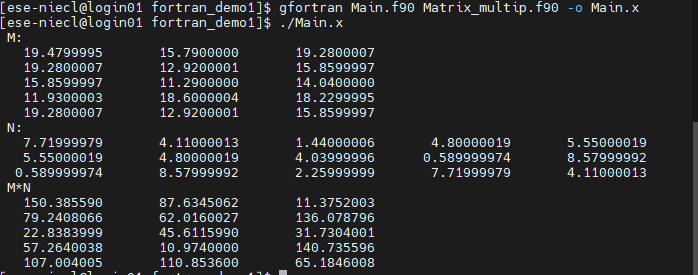 [ese-niecl@login01 fortran_demo1]$ gfortran Main.f90 Matrix_multip.f90 -o Main.x
[ese-niecl@login01 fortran_demo1]$ ./Main.x
M:
19.4799995 15.7900000 19.2800007
19.2800007 12.9200001 15.8599997
15.8599997 11.2900000 14.0400000
11.9300003 18.6000004 18.2299995
19.2800007 12.9200001 15.8599997
N:
7.71999979 4.11000013 1.44000006 4.80000019 5.55000019
5.55000019 4.80000019 4.03999996 0.589999974 8.57999992
0.589999974 8.57999992 2.25999999 7.71999979 4.11000013
M*N
150.385590 87.6345062 11.3752003
79.2408066 62.0160027 136.078796
22.8383999 45.6115990 31.7304001
57.2640038 10.9740000 140.735596
107.004005 110.853600 65.1846008
[ese-niecl@login01 fortran_demo1]$